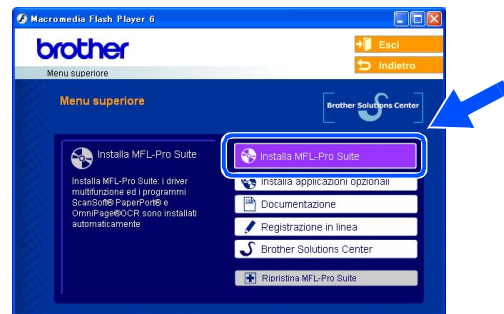 Macromedia Flash Player 6
brother
Esci
Indietro
Menu superiore
Menu superiore
Brother Solutions Center
Installa MFL-Pro Suite
Installa MFL-Pro Suite: i driver
multifunzione ed i programmi
ScanSoft® PaperPort® e
OmniPage®OCR sono installati
automaticamente
Installa MFL-Pro Suite
Installa applicazioni opzionali
Documentazione
Registrazione in linea
Brother Solutions Center
Ripristina MFL-Pro Suite